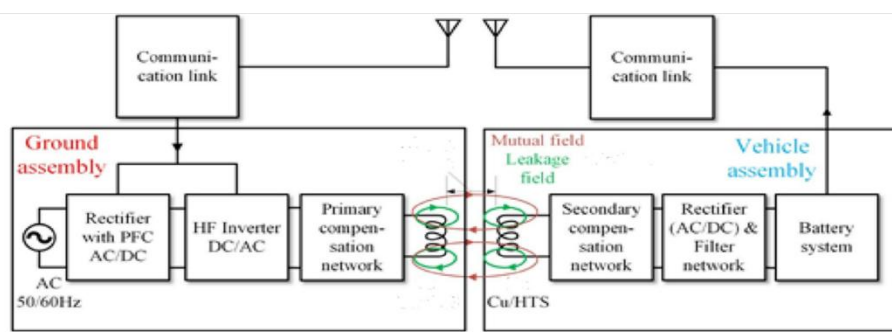 Communi-
cation link
Communi-
cation link
Ground
assembly
Mutual field
Leakage
field
Vehicle
assembly
Rectifier
with PFC
AC/DC
HF Inverter
DC/AC
Primary
compen-
sation
network
Secondary
compen-
sation
network
Rectifier
(AC/DC) &
Filter
network
Battery
system
AC
50/60Hz
Cu/HTS